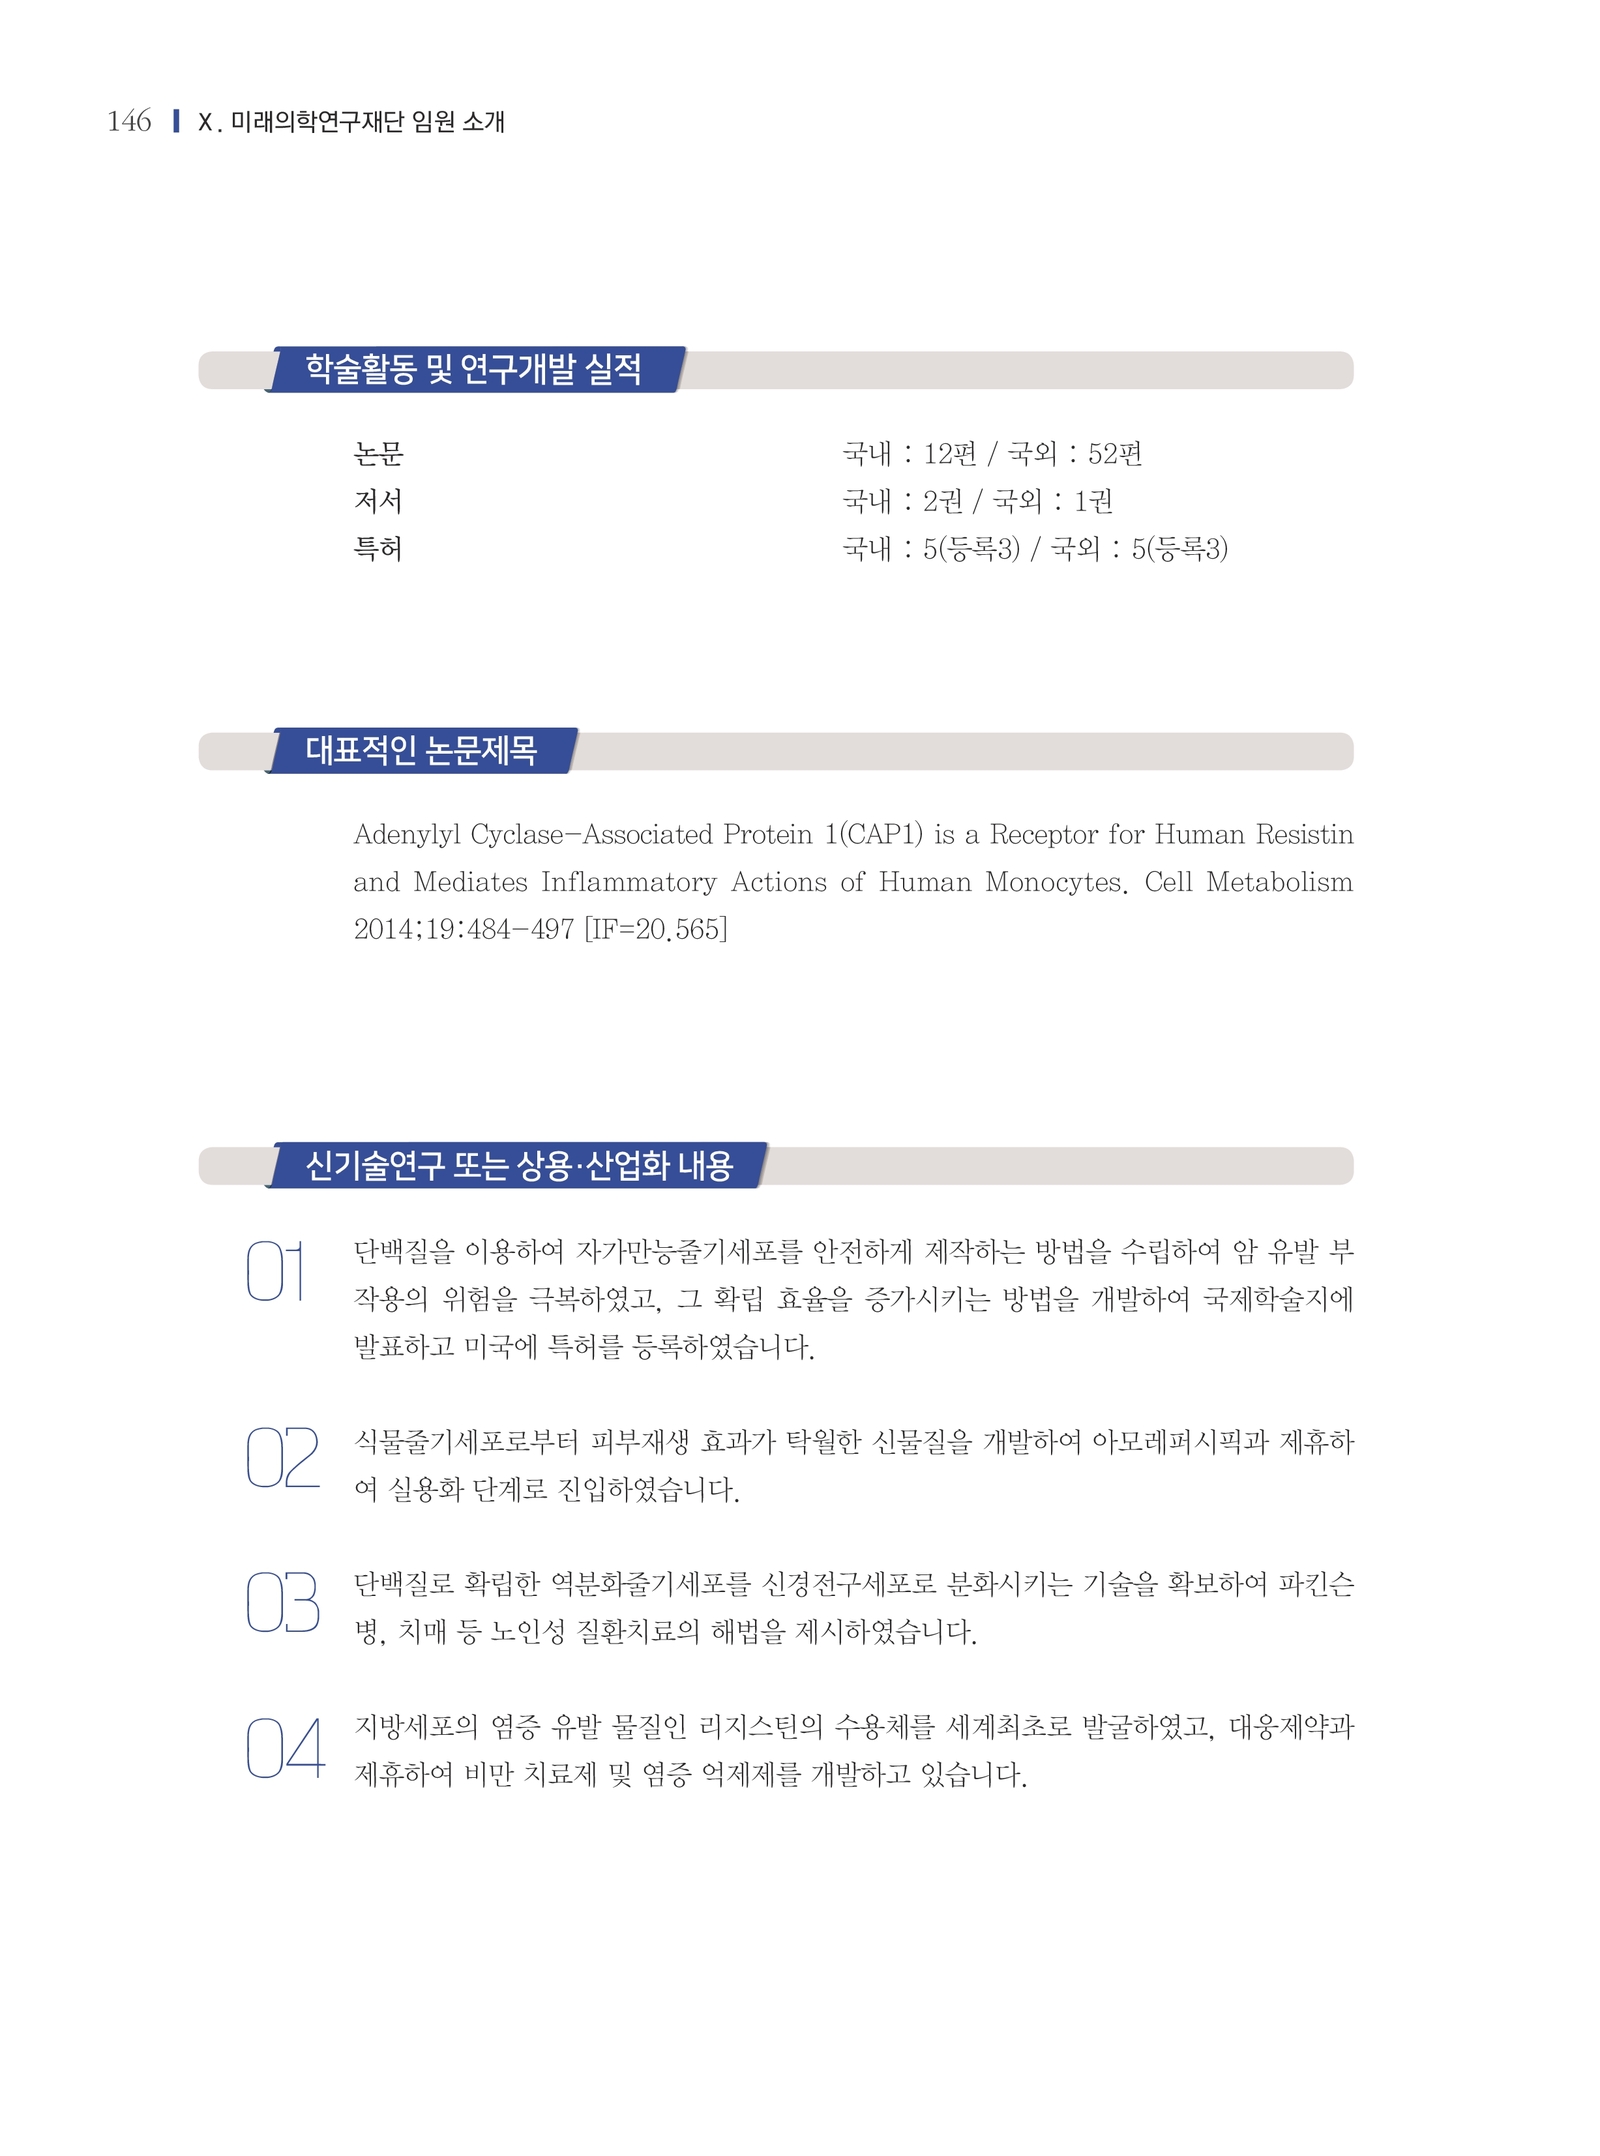 146 X. 미래의학연구재단 임원 소개
학술활동 및 연구개발 실적
논문 국내 : 12편 / 국외 : 52편
저서 국내 : 2권 / 국외 : 1권
특허 국내 : 5(등록3) / 국외 : 5(등록3)
대표적인 논문제목
Adenylyl Cyclase-Associated Protein 1(CAP1) is a Receptor for Human Resistin
and Mediates Inflammatory Actions of Human Monocytes. Cell Metabolism
2014;19:484-497 [IF=20.565]
신기술연구 또는 상용·산업화 내용
01 단백질을 이용하여 자가만능줄기세포를 안전하게 제작하는 방법을 수립하여 암 유발 부
작용의 위험을 극복하였고, 그 확립 효율을 증가시키는 방법을 개발하여 국제학술지에
발표하고 미국에 특허를 등록하였습니다.
02 식물줄기세포로부터 피부재생 효과가 탁월한 신물질을 개발하여 아모레퍼시픽과 제휴하
여 실용화 단계로 진입하였습니다.
03 단백질로 확립한 역분화줄기세포를 신경전구세포로 분화시키는 기술을 확보하여 파킨슨
병, 치매 등 노인성 질환치료의 해법을 제시하였습니다.
04 지방세포의 염증 유발 물질인 리지스틴의 수용체를 세계최초로 발굴하였고, 대웅제약과
제휴하여 비만 치료제 및 염증 억제제를 개발하고 있습니다.